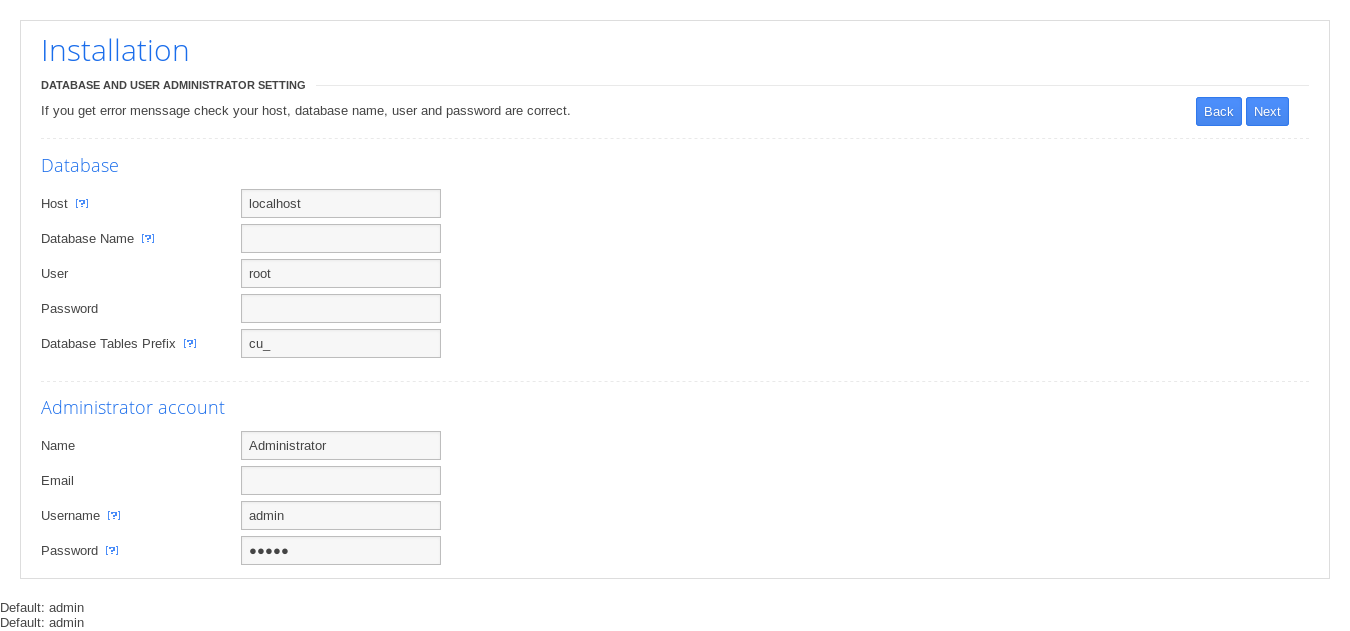 Installation
DATABASE AND USER ADMINISTRATOR SETTING
If you get error menssage check your host, database name, user and password are correct. Back Next
Database
Host [?] localhost
Database Name [?]
User root
Password
Database Tables Prefix [?] cu_
Administrator account
Name Administrator
Email
Username [?] admin
Password [?] ●●●●●
Default: admin
Default: admin